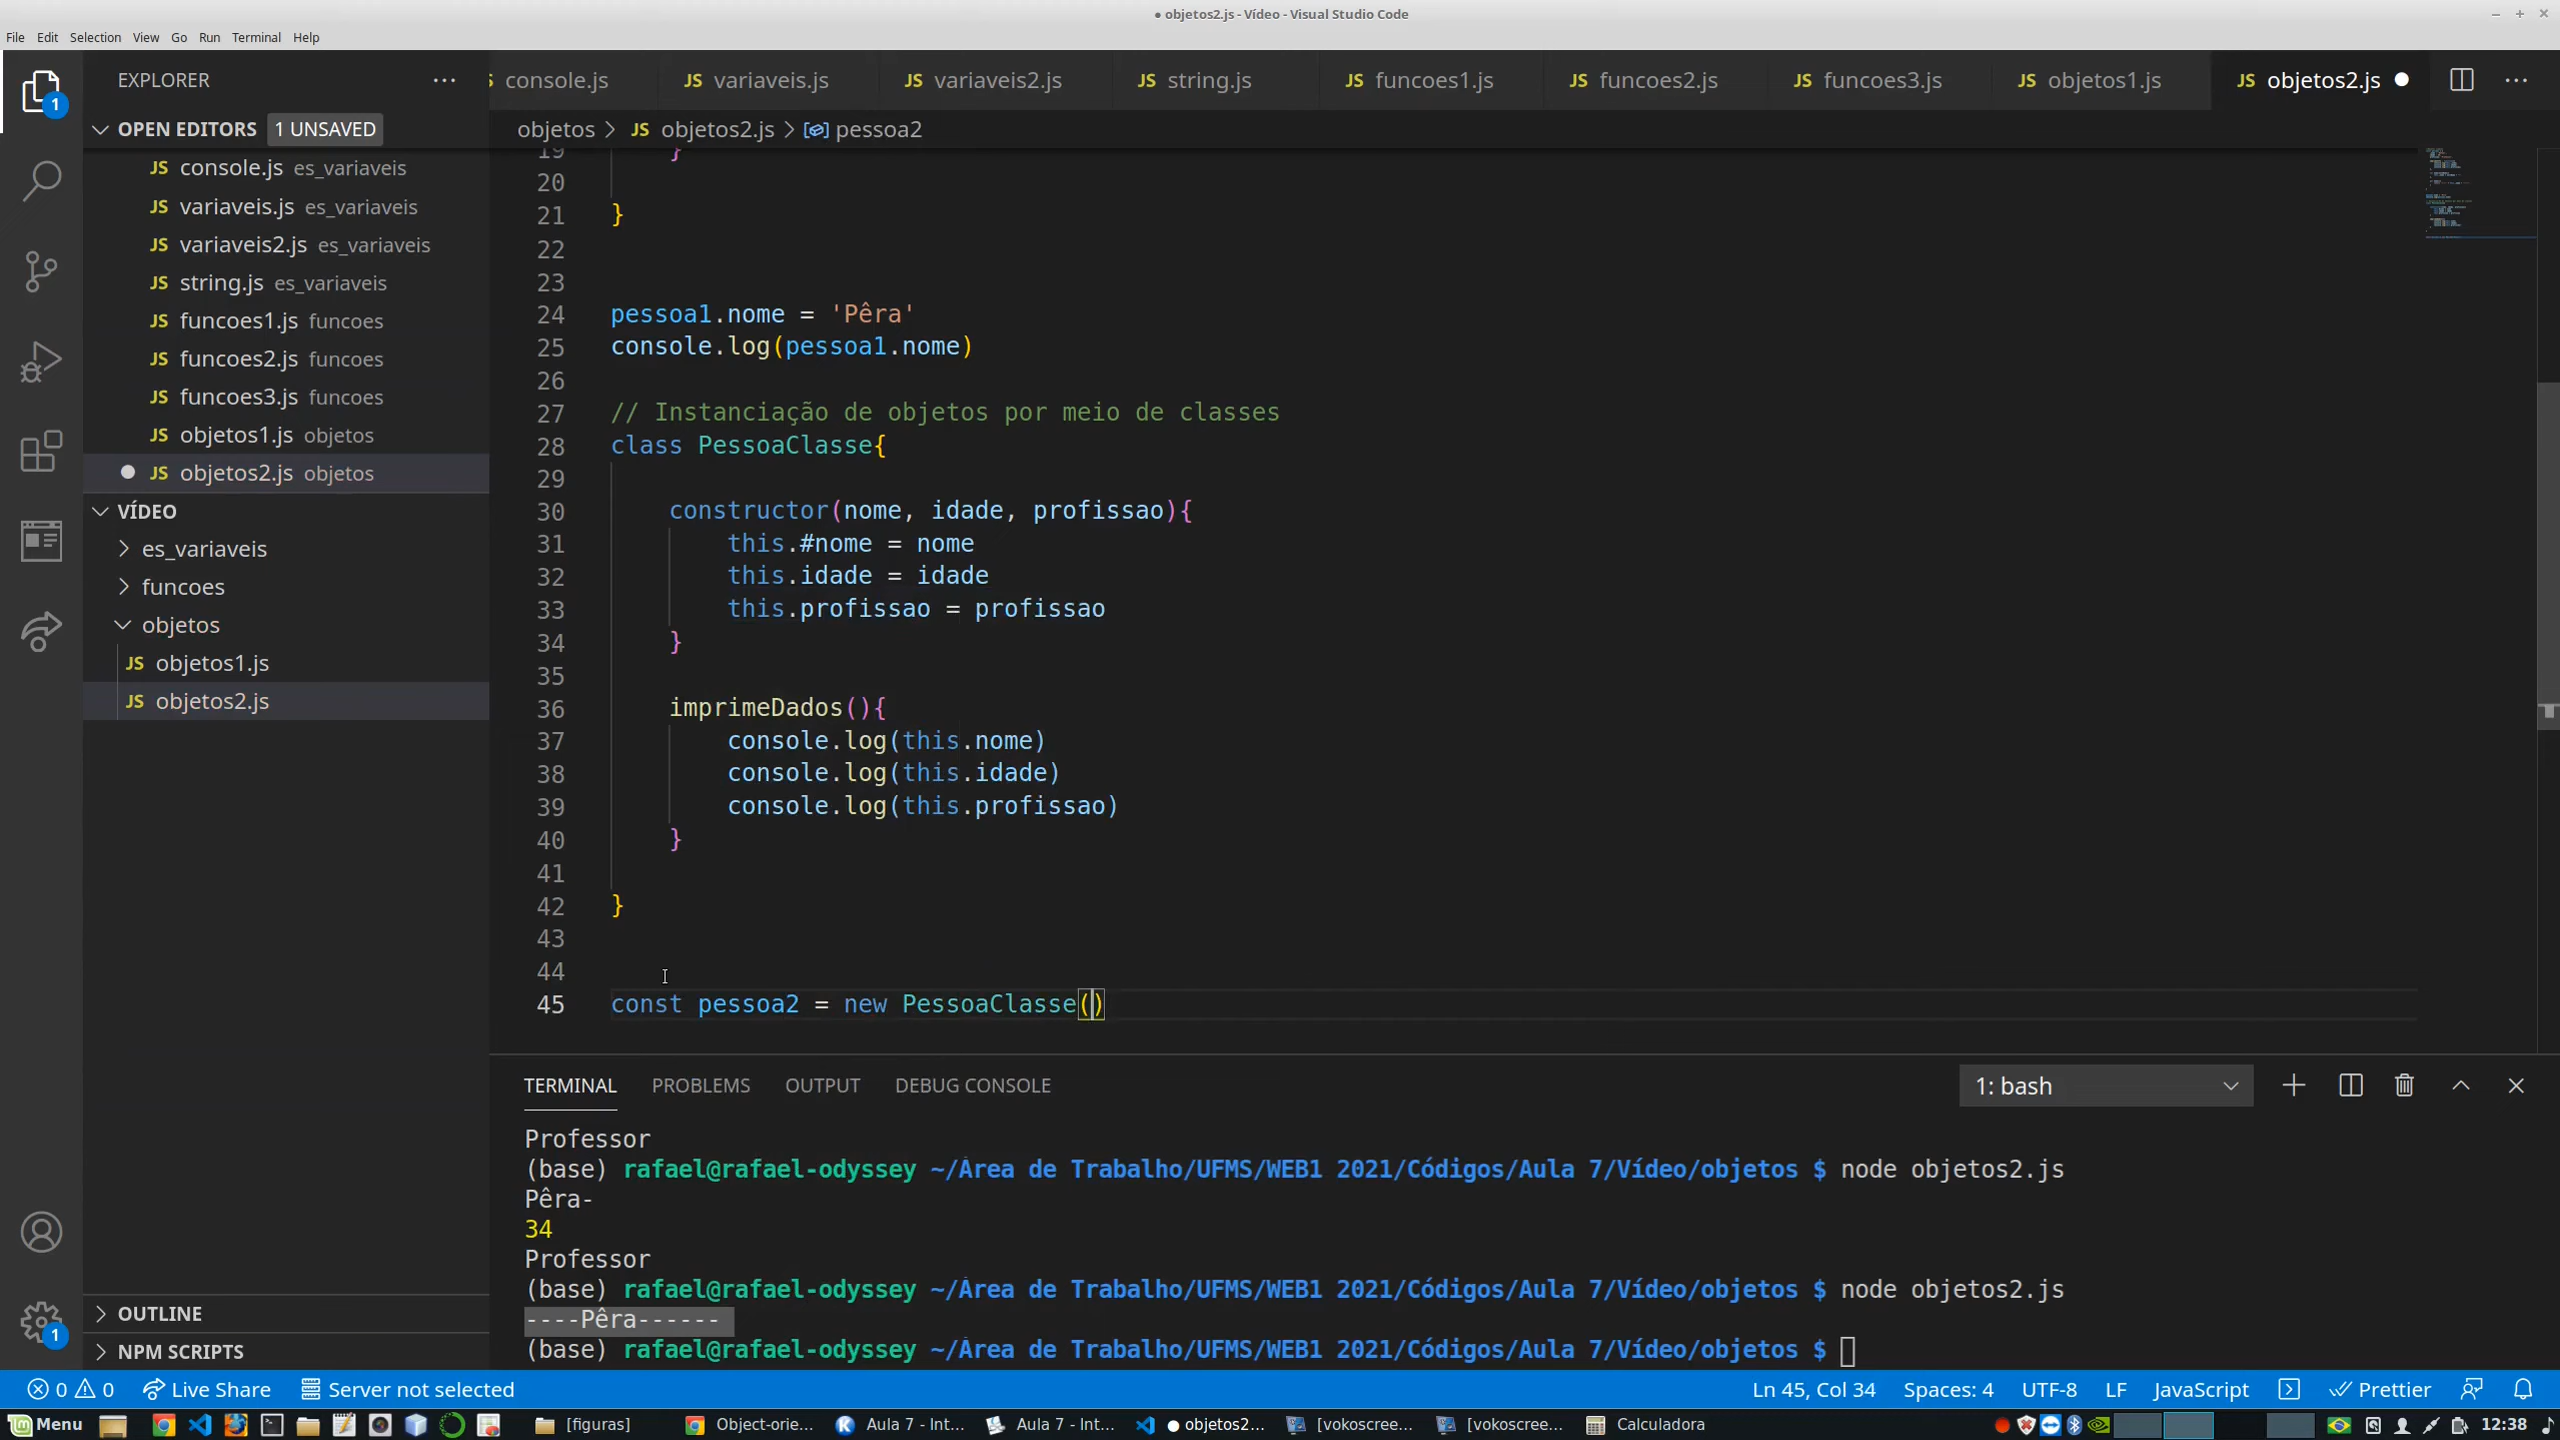 ● objetos2.js - Vídeo - Visual Studio Code
File Edit Selection View Go Run Terminal Help
EXPLORER
console.js variaveis.js variaveis2.js string.js funcoes1.js funcoes2.js funcoes3.js objetos1.js objetos2.js
OPEN EDITORS 1 UNSAVED
objetos > JS objetos2.js > pessoa2
JS console.js es_variaveis
JS variaveis.js es_variaveis
JS variaveis2.js es_variaveis
JS string.js es_variaveis
JS funcoes1.js funcoes
JS funcoes2.js funcoes
JS funcoes3.js funcoes
JS objetos1.js objetos
● JS objetos2.js objetos
VÍDEO
es_variaveis
funcoes
objetos
JS objetos1.js
JS objetos2.js
OUTLINE
NPM SCRIPTS
19 }
20
21 }
22
23
24 pessoa1.nome = 'Pêra'
25 console.log(pessoa1.nome)
26
27 // Instanciação de objetos por meio de classes
28 class PessoaClasse{
29
30 constructor(nome, idade, profissao){
31 this.#nome = nome
32 this.idade = idade
33 this.profissao = profissao
34 }
35
36 imprimeDados(){
37 console.log(this.nome)
38 console.log(this.idade)
39 console.log(this.profissao)
40 }
41
42 }
43
44
45 const pessoa2 = new PessoaClasse()
TERMINAL PROBLEMS OUTPUT DEBUG CONSOLE 1: bash
Professor
(base) rafael@rafael-odyssey ~/Área de Trabalho/UFMS/WEB1 2021/Códigos/Aula 7/Vídeo/objetos $ node objetos2.js
Pêra-
34
Professor
(base) rafael@rafael-odyssey ~/Área de Trabalho/UFMS/WEB1 2021/Códigos/Aula 7/Vídeo/objetos $ node objetos2.js
----Pêra------
(base) rafael@rafael-odyssey ~/Área de Trabalho/UFMS/WEB1 2021/Códigos/Aula 7/Vídeo/objetos $
0 0 Live Share Server not selected Ln 45, Col 34 Spaces: 4 UTF-8 LF JavaScript Prettier
Menu [figuras] Object-orie... Aula 7 - Int... Aula 7 - Int... ● objetos2... [vokoscree... [vokoscree... Calculadora 12:38